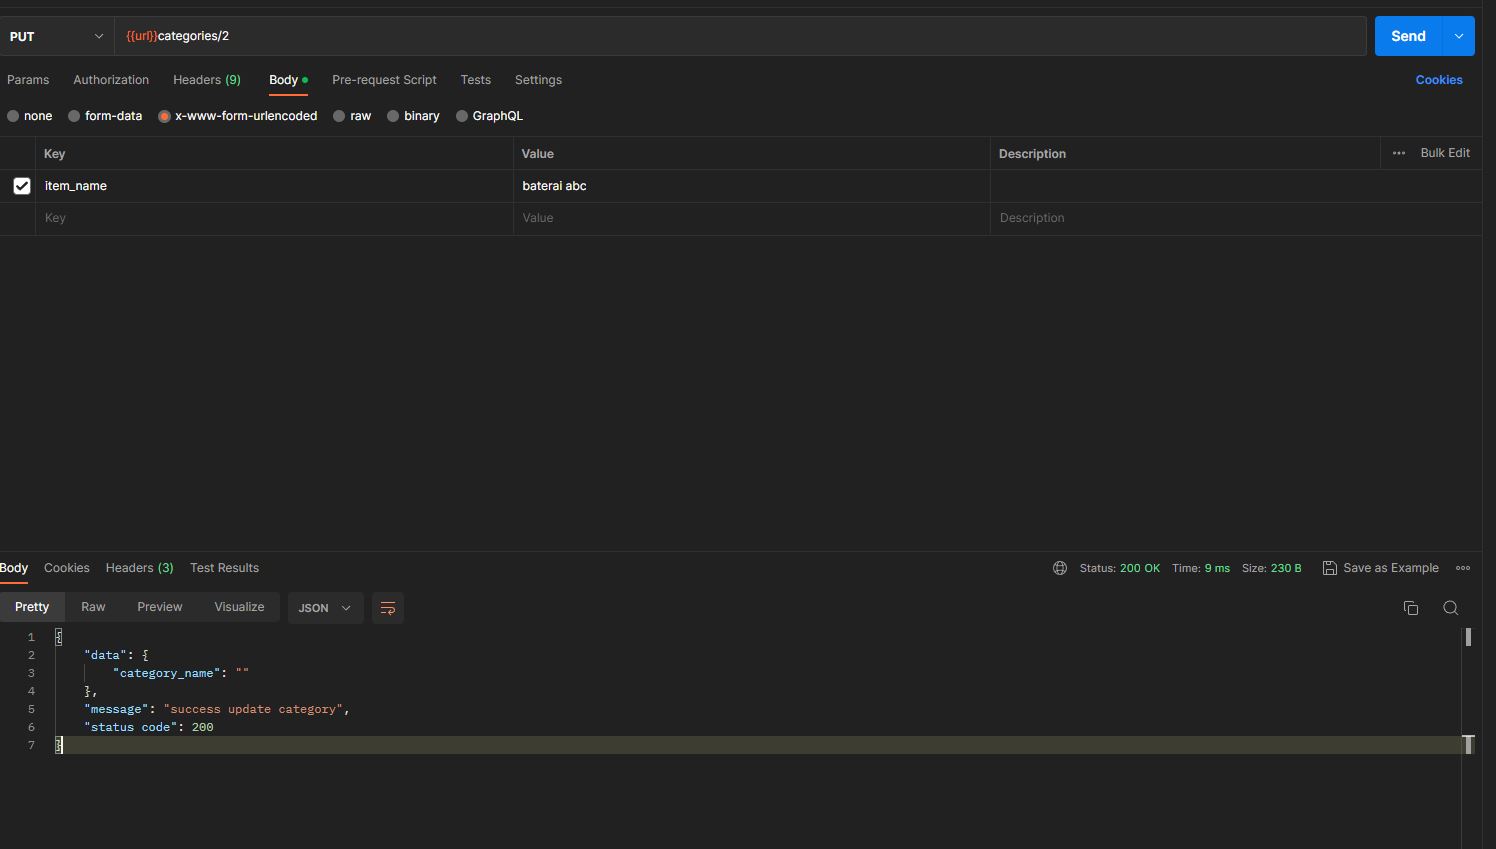 PUT {{url}}categories/2 Send
Params Authorization Headers (9) Body Pre-request Script Tests Settings Cookies
none form-data x-www-form-urlencoded raw binary GraphQL
Key Value Description ••• Bulk Edit
item_name baterai abc
Key Value Description
Body Cookies Headers (3) Test Results Status: 200 OK Time: 9 ms Size: 230 B Save as Example
Pretty Raw Preview Visualize JSON
1 {
2 "data": {
3 "category_name": ""
4 },
5 "message": "success update category",
6 "status code": 200
7 }